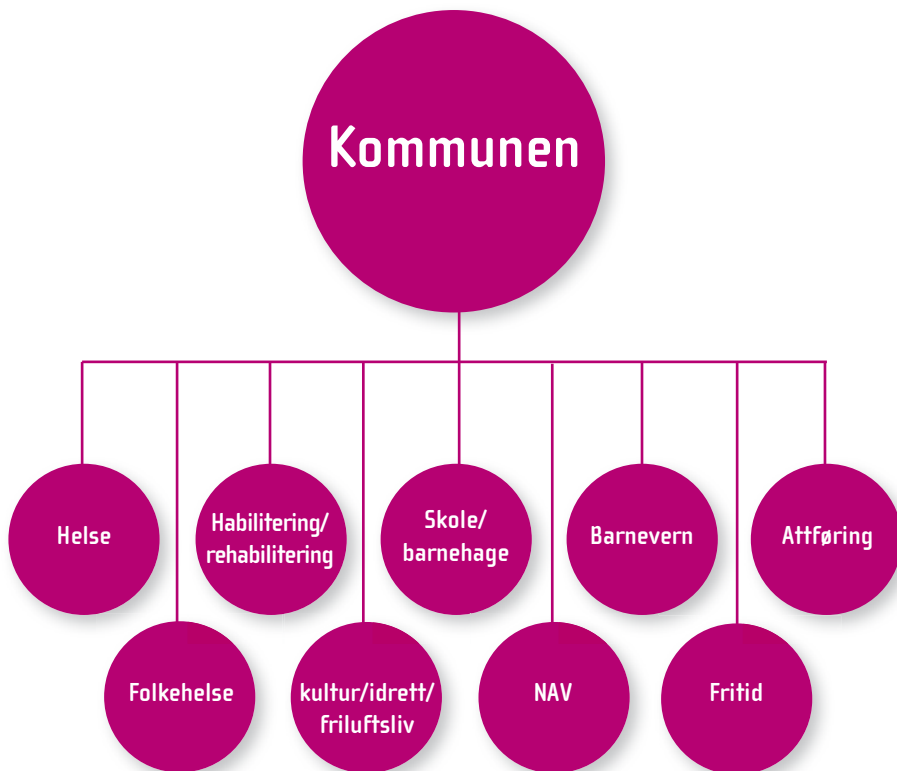 Kommunen
Helse
Habilitering/
rehabilitering
Skole/
barnehage
Barnevern
Attføring
Folkehelse
kultur/idrett/
friluftsliv
NAV
Fritid